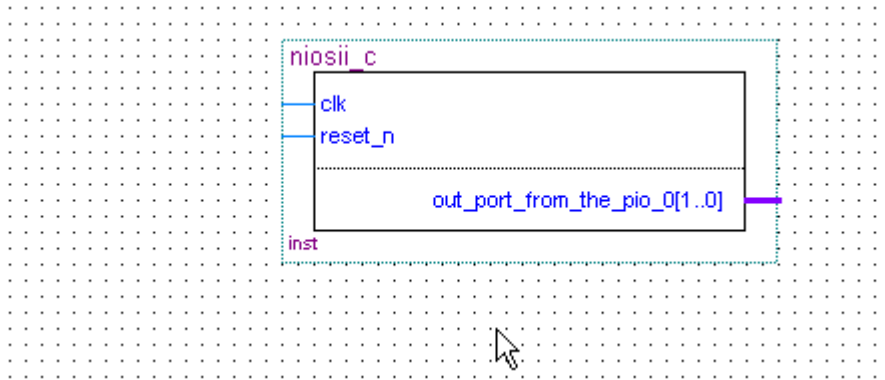 niosii_c
clk
reset_n
out_port_from_the_pio_0[1..0]
inst